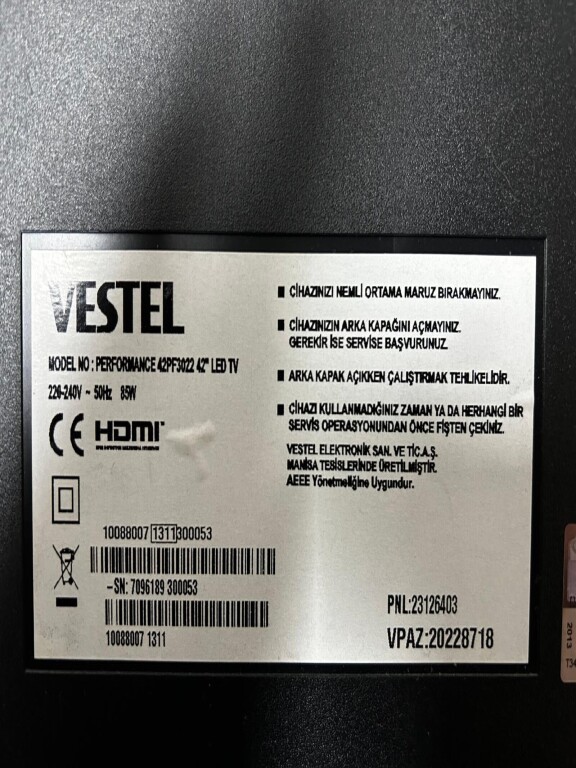 VESTEL
MODEL NO : PERFORMANCE 42PF3022 42" LED TV
220-240V ~ 50Hz 85W
CE HDMI
10088007 1311 300053
-SN: 7096189 300053
10088007 1311
CİHAZINIZI NEMLİ ORTAMA MARUZ BIRAKMAYINIZ.
CİHAZINIZIN ARKA KAPAĞINI AÇMAYINIZ.
GEREKİR İSE SERVİSE BAŞVURUNUZ.
ARKA KAPAK AÇIKKEN ÇALIŞTIRMAK TEHLİKELİDİR.
CİHAZI KULLANMADIĞINIZ ZAMAN YA DA HERHANGİ BİR
SERVİS OPERASYONUNDAN ÖNCE FİŞTEN ÇEKİNİZ.
VESTEL ELEKTRONİK SAN. VE TİC.A.Ş.
MANİSA TESİSLERİNDE ÜRETİLMİŞTİR.
AEEE Yönetmeliğine Uygundur.
PNL:23126403
VPAZ:20228718
2013
T34